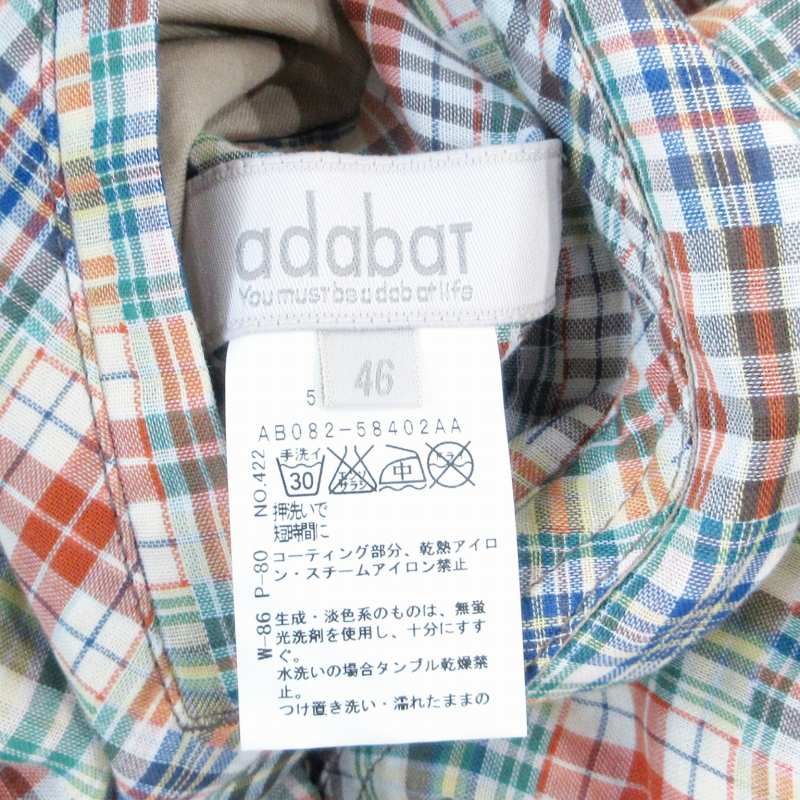 adabat
You must be adabat life
46
5
AB082-58402AA
手洗イ
30
中
押洗いで
短時間に
コーティング部分、乾熱アイロ
ン・スチームアイロン禁止
生成・淡色系のものは、無蛍
光洗剤を使用し、十分にすす
ぐ。
水洗いの場合タンブル乾燥禁
止。
つけ置き洗い・濡れたままの
W-86 P-80 NO.422